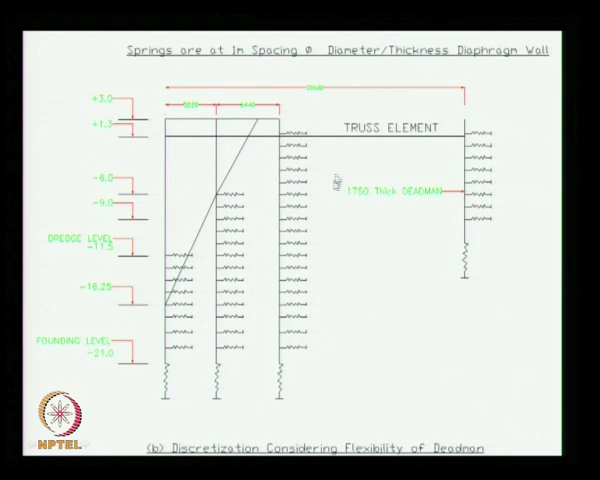 Springs are at 1m Spacing Ø Diameter/Thickness Diaphragm Wall
+3.0
+1.3
TRUSS ELEMENT
-6.0
1750 Thick DEADMAN
-9.0
DREDGE LEVEL
-11.5
-16.25
FOUNDING LEVEL
-21.0
NPTEL
(b) Discretization Considering Flexibility of Deadman